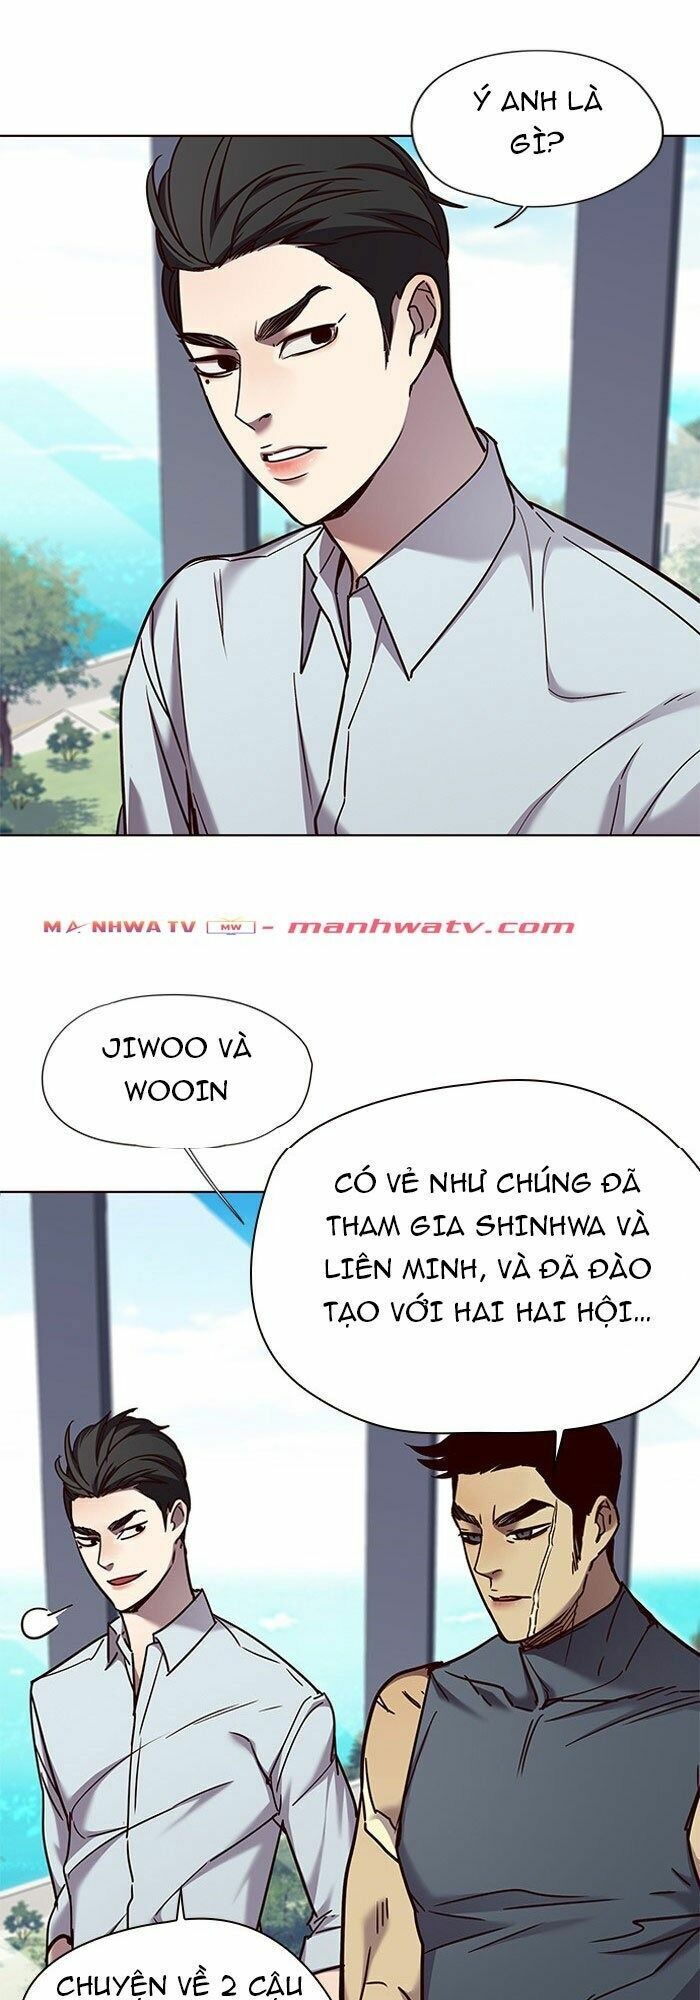 Ý ANH LÀ
GÌ?
MANHWA TV MW - manhwatv.com
JIWOO VÀ
WOOIN
CÓ VẺ NHƯ CHÚNG ĐÃ
THAM GIA SHINHWA VÀ
LIÊN MINH, VÀ ĐÃ ĐÀO
TẠO VỚI HAI HAI HỘI...
CHUYỆN VỀ 2 CẬU